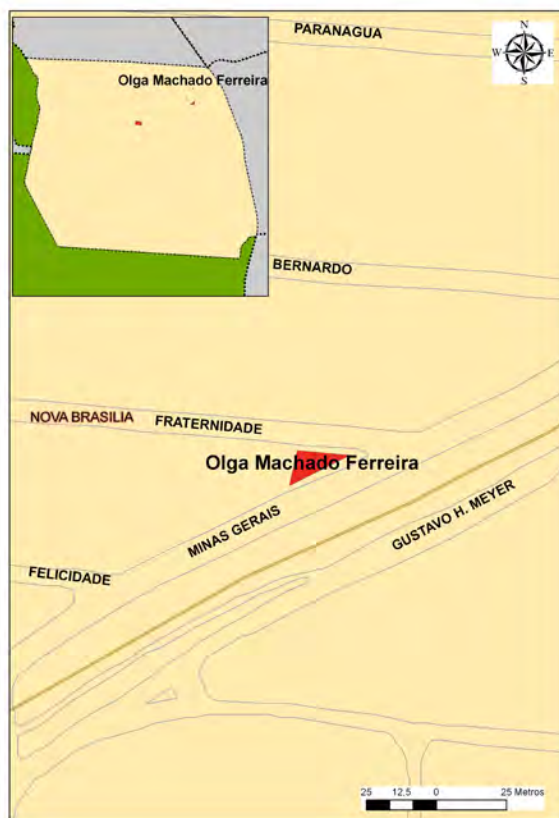 PARANAGUA
N
W E
S
Olga Machado Ferreira
BERNARDO
NOVA BRASILIA
FRATERNIDADE
Olga Machado Ferreira
MINAS GERAIS
GUSTAVO H. MEYER
FELICIDADE
25 12,5 0 25 Metros